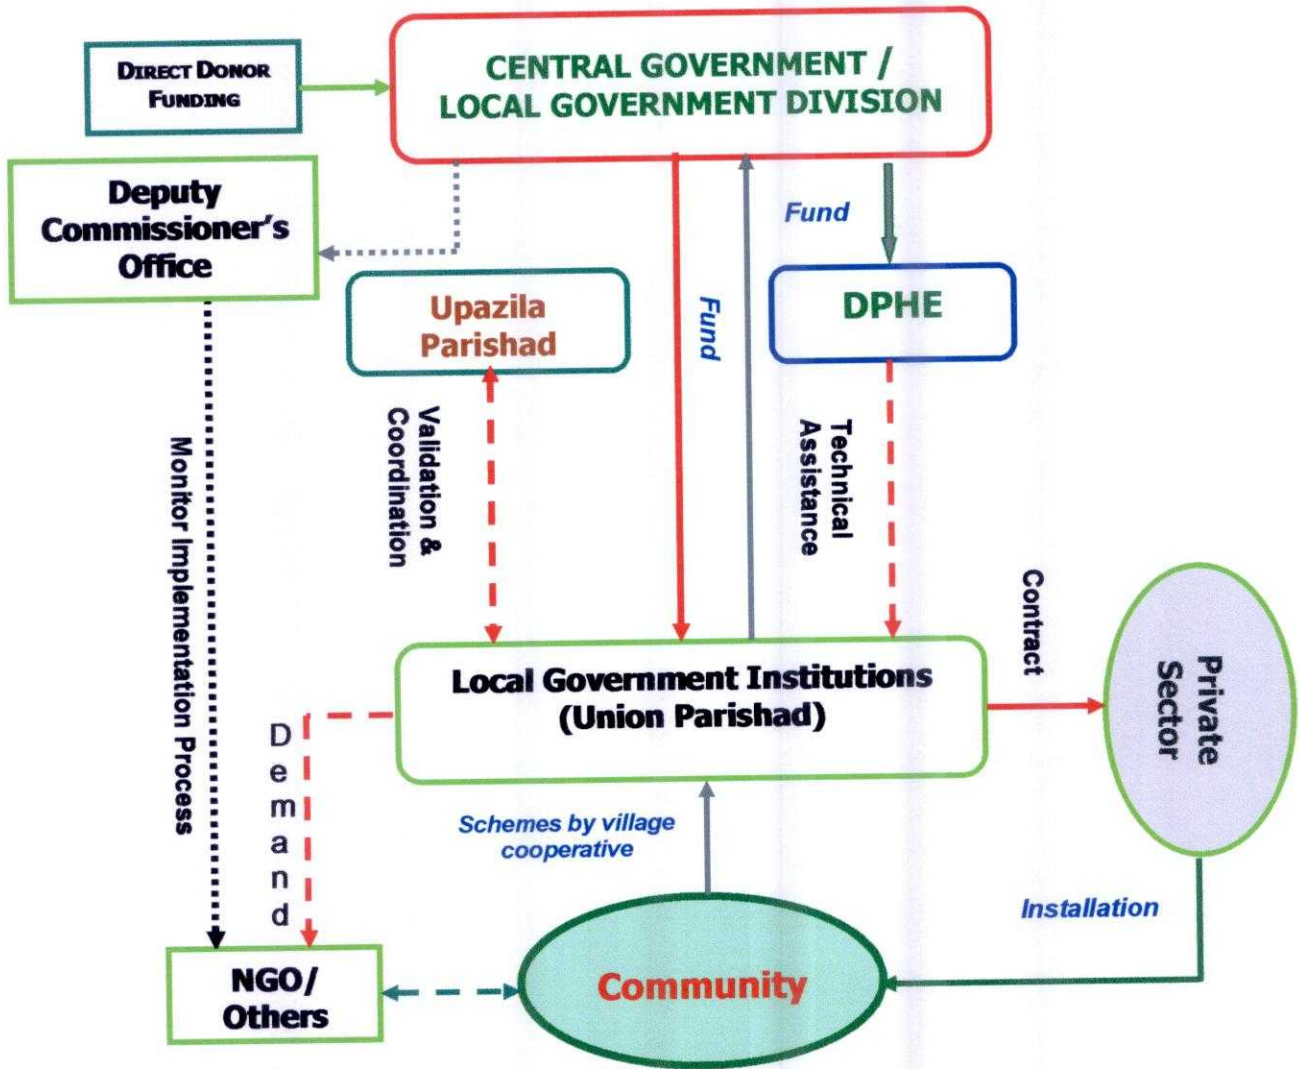 DIRECT DONOR
FUNDING
CENTRAL GOVERNMENT /
LOCAL GOVERNMENT DIVISION
Deputy
Commissioner's
Office
Fund
Upazila
Parishad
Fund
DPHE
Monitor Implementation Process
Validation &
Coordination
Technical
Assistance
Contract
Private
Sector
Local Government Institutions
(Union Parishad)
Demand
Schemes by village
cooperative
Installation
NGO/
Others
Community